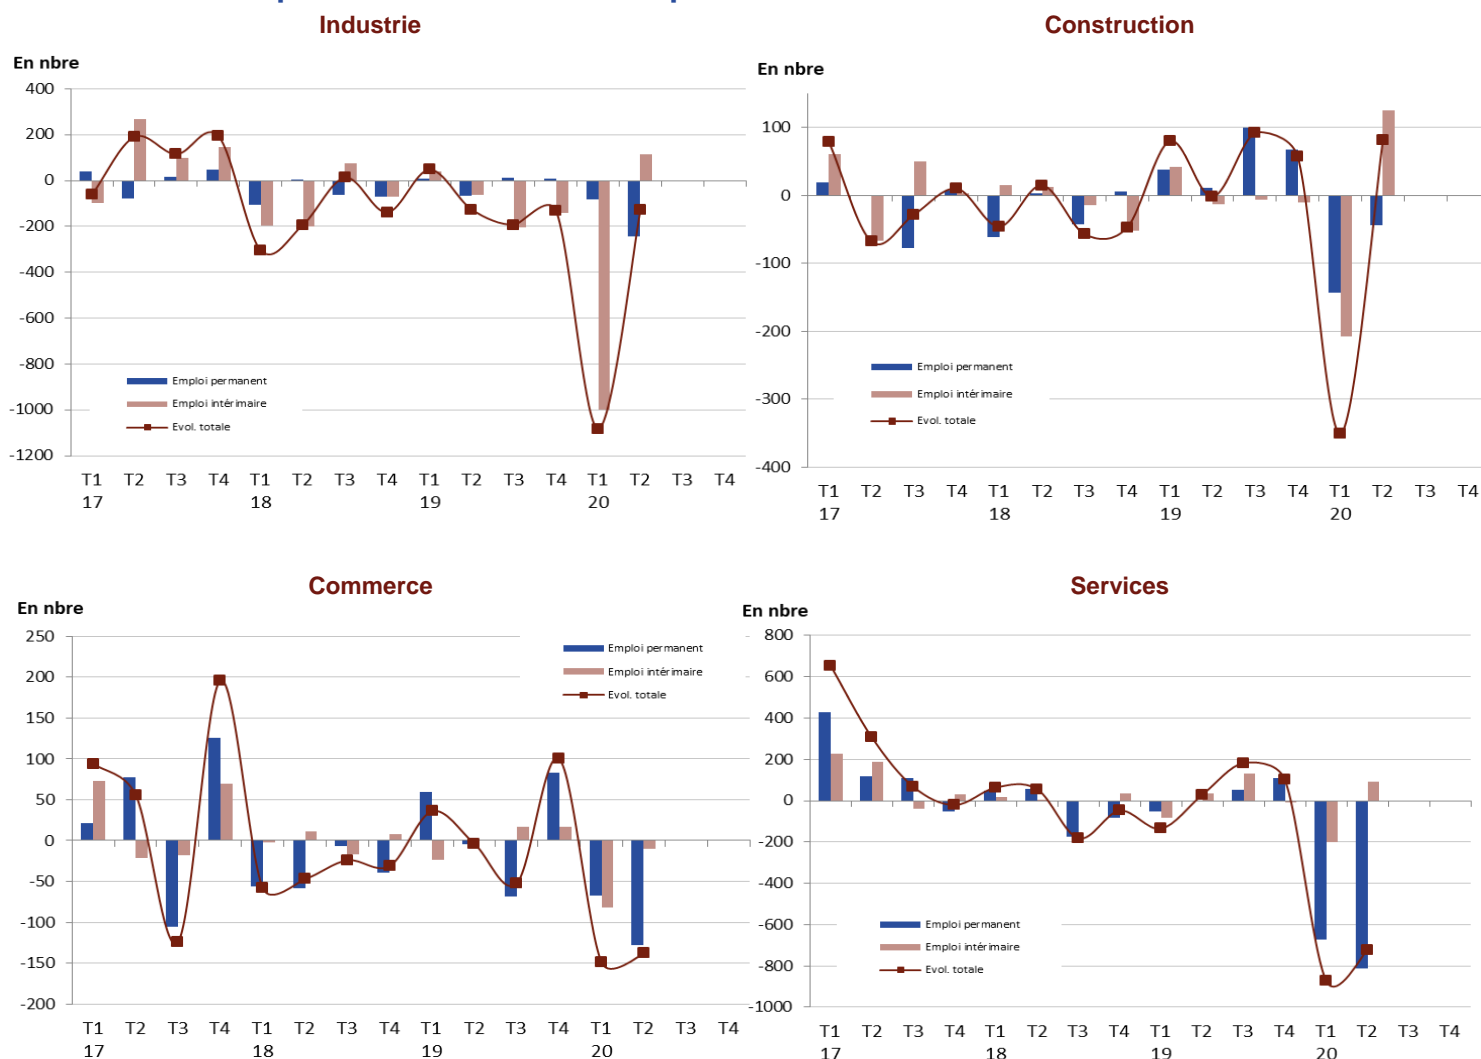 Industrie
En nbre
400
200
0
-200
-400
-600
-800
-1000
-1200
Emploi permanent
Emploi intérimaire
Evol. totale
T1 T2 T3 T4 T1 T2 T3 T4 T1 T2 T3 T4 T1 T2 T3 T4
17 18 19 20
Construction
En nbre
100
0
-100
-200
-300
-400
Emploi permanent
Emploi intérimaire
Evol. totale
T1 T2 T3 T4 T1 T2 T3 T4 T1 T2 T3 T4 T1 T2 T3 T4
17 18 19 20
Commerce
En nbre
250
200
150
100
50
0
-50
-100
-150
-200
Emploi permanent
Emploi intérimaire
Evol. totale
T1 T2 T3 T4 T1 T2 T3 T4 T1 T2 T3 T4 T1 T2 T3 T4
17 18 19 20
Services
En nbre
800
600
400
200
0
-200
-400
-600
-800
-1000
Emploi permanent
Emploi intérimaire
Evol. totale
T1 T2 T3 T4 T1 T2 T3 T4 T1 T2 T3 T4 T1 T2 T3 T4
17 18 19 20